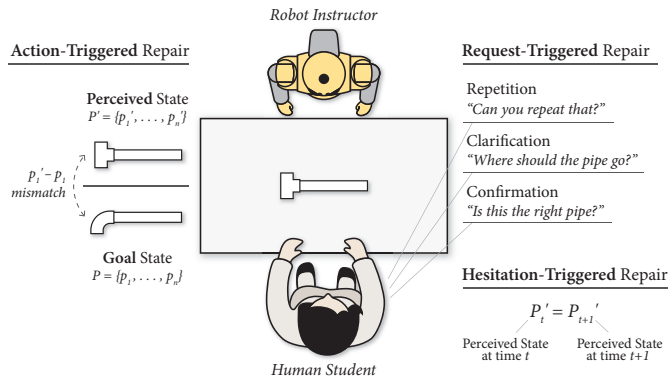 Robot Instructor
Action-Triggered Repair
Perceived State
P' = {p₁', . . . , pₙ'}
p₁' – p₁
mismatch
Goal State
P = {p₁, . . . , pₙ}
Human Student
Request-Triggered Repair
Repetition
“Can you repeat that?”
Clarification
“Where should the pipe go?”
Confirmation
“Is this the right pipe?”
Hesitation-Triggered Repair
Pₜ' = Pₜ₊₁'
Perceived State
at time t
Perceived State
at time t+1